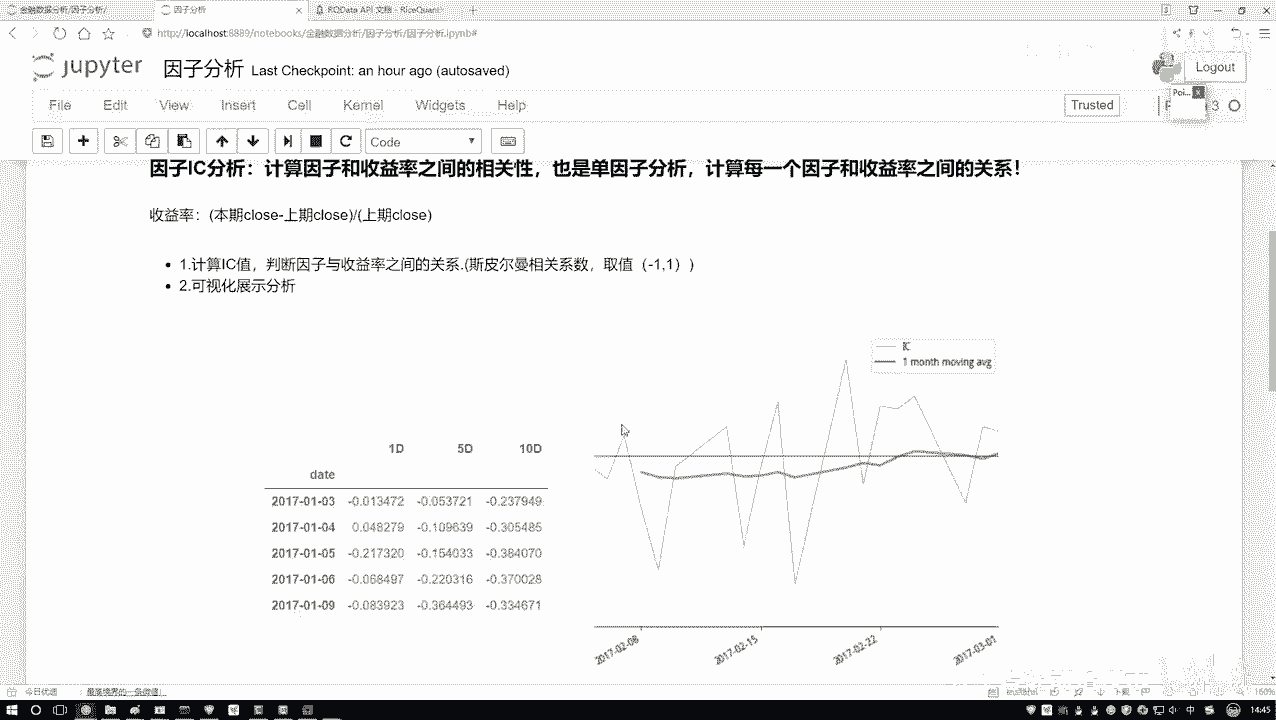 金融数据分析/因子分析/
因子分析
RQData API 文档 - RiceQuant
http://localhost:8889/notebooks/金融数据分析/因子分析/因子分析.ipynb#
jupyter 因子分析 Last Checkpoint: an hour ago (autosaved)
Logout
File Edit View Insert Cell Kernel Widgets Help
Trusted
Code
因子IC分析：计算因子和收益率之间的相关性，也是单因子分析，计算每一个因子和收益率之间的关系！
收益率：(本期close-上期close)/(上期close)
1.计算IC值，判断因子与收益率之间的关系.(斯皮尔曼相关系数，取值（-1,1）)
2.可视化展示分析
IC
1 month moving avg
1D 5D 10D
date
2017-01-03 -0.013472 -0.053721 -0.237949
2017-01-04 0.048279 -0.109639 -0.305485
2017-01-05 -0.217320 -0.154033 -0.384070
2017-01-06 -0.068497 -0.220316 -0.370028
2017-01-09 -0.083923 -0.364493 -0.334671
2017-02-08 2017-02-15 2017-02-22 2017-03-01
今日优选
160%
中 14:45